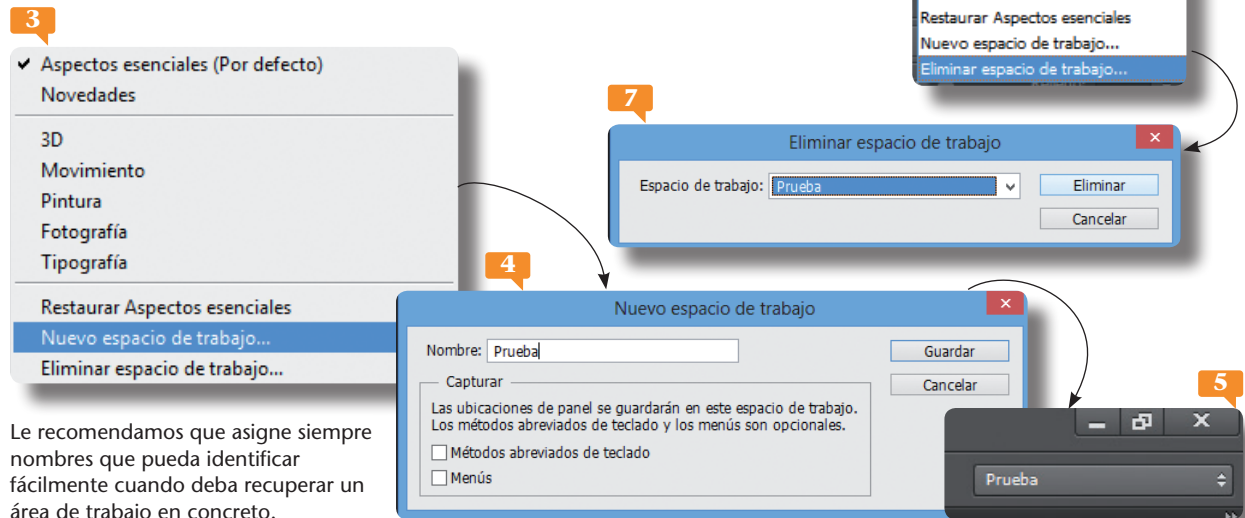 3
✔ Aspectos esenciales (Por defecto)
Novedades
3D
Movimiento
Pintura
Fotografía
Tipografía
Restaurar Aspectos esenciales
Nuevo espacio de trabajo...
Eliminar espacio de trabajo...
Le recomendamos que asigne siempre
nombres que pueda identificar
fácilmente cuando deba recuperar un
área de trabajo en concreto.
4
Nuevo espacio de trabajo
Nombre: Prueba
Guardar
Cancelar
Capturar
Las ubicaciones de panel se guardarán en este espacio de trabajo.
Los métodos abreviados de teclado y los menús son opcionales.
Métodos abreviados de teclado
Menús
5
Prueba
Restaurar Aspectos esenciales
Nuevo espacio de trabajo...
Eliminar espacio de trabajo...
7
Eliminar espacio de trabajo
Espacio de trabajo: Prueba
Eliminar
Cancelar